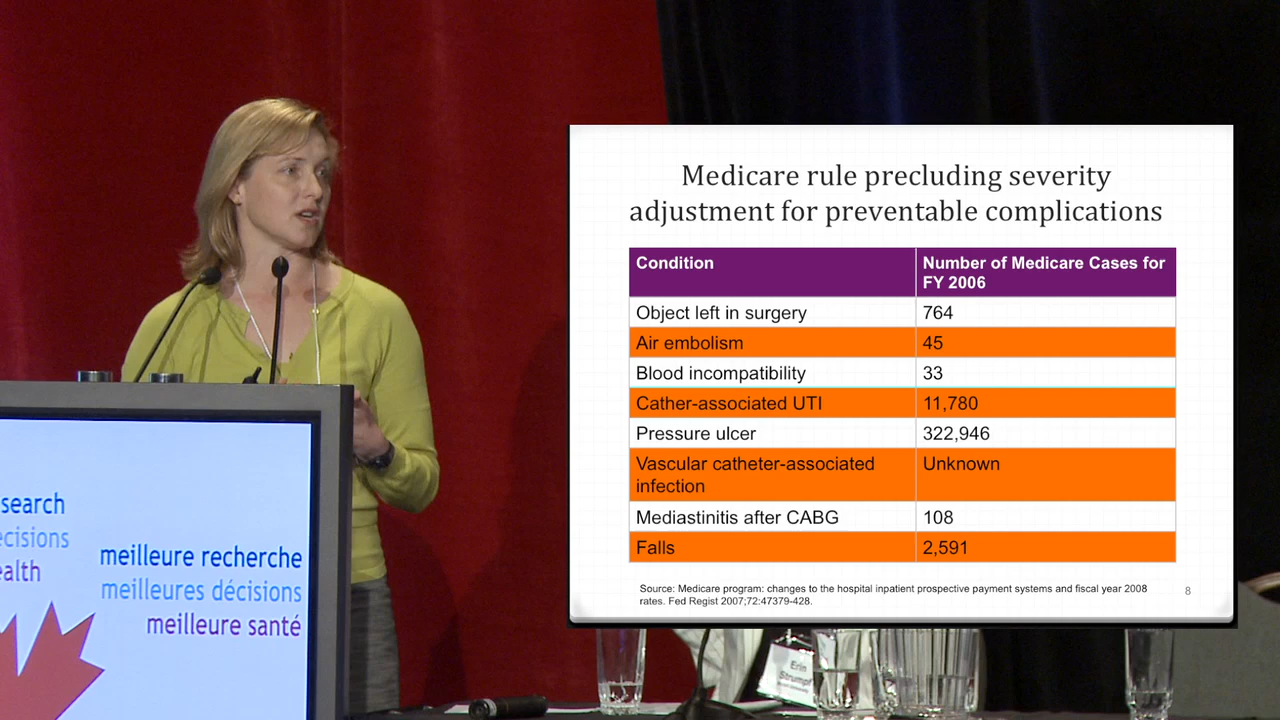 Medicare rule precluding severity
adjustment for preventable complications
Condition
Number of Medicare Cases for
FY 2006
Object left in surgery
764
Air embolism
45
Blood incompatibility
33
Cather-associated UTI
11,780
Pressure ulcer
322,946
Vascular catheter-associated
infection
Unknown
Mediastinitis after CABG
108
Falls
2,591
Source: Medicare program: changes to the hospital inpatient prospective payment systems and fiscal year 2008
rates. Fed Regist 2007;72:47379-428.
8
search
ecisions
ealth
meilleure recherche
meilleures décisions
meilleure santé
Erin
Strumpf